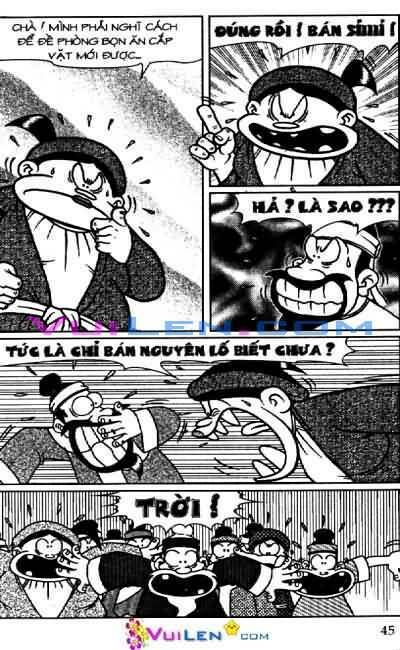 CHÀ! MÌNH PHẢI NGHĨ CÁCH
ĐỂ ĐỀ PHÒNG BỌN ĂN CẮP
VẶT MỚI ĐƯỢC...
ĐÚNG RỒI! BÁN SỈ!
HẢ? LÀ SAO???
TỨC LÀ CHỈ BÁN NGUYÊN LỐ BIẾT CHƯA?
VUILEN.COM
TRỜI!
VUILEN.COM
45